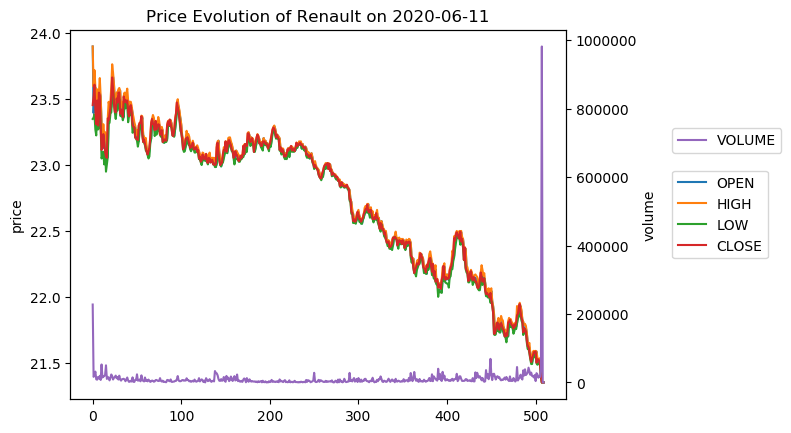 Price Evolution of Renault on 2020-06-11
24.0
23.5
23.0
22.5
22.0
21.5
price
0
100
200
300
400
500
1000000
800000
600000
400000
200000
0
volume
VOLUME
OPEN
HIGH
LOW
CLOSE